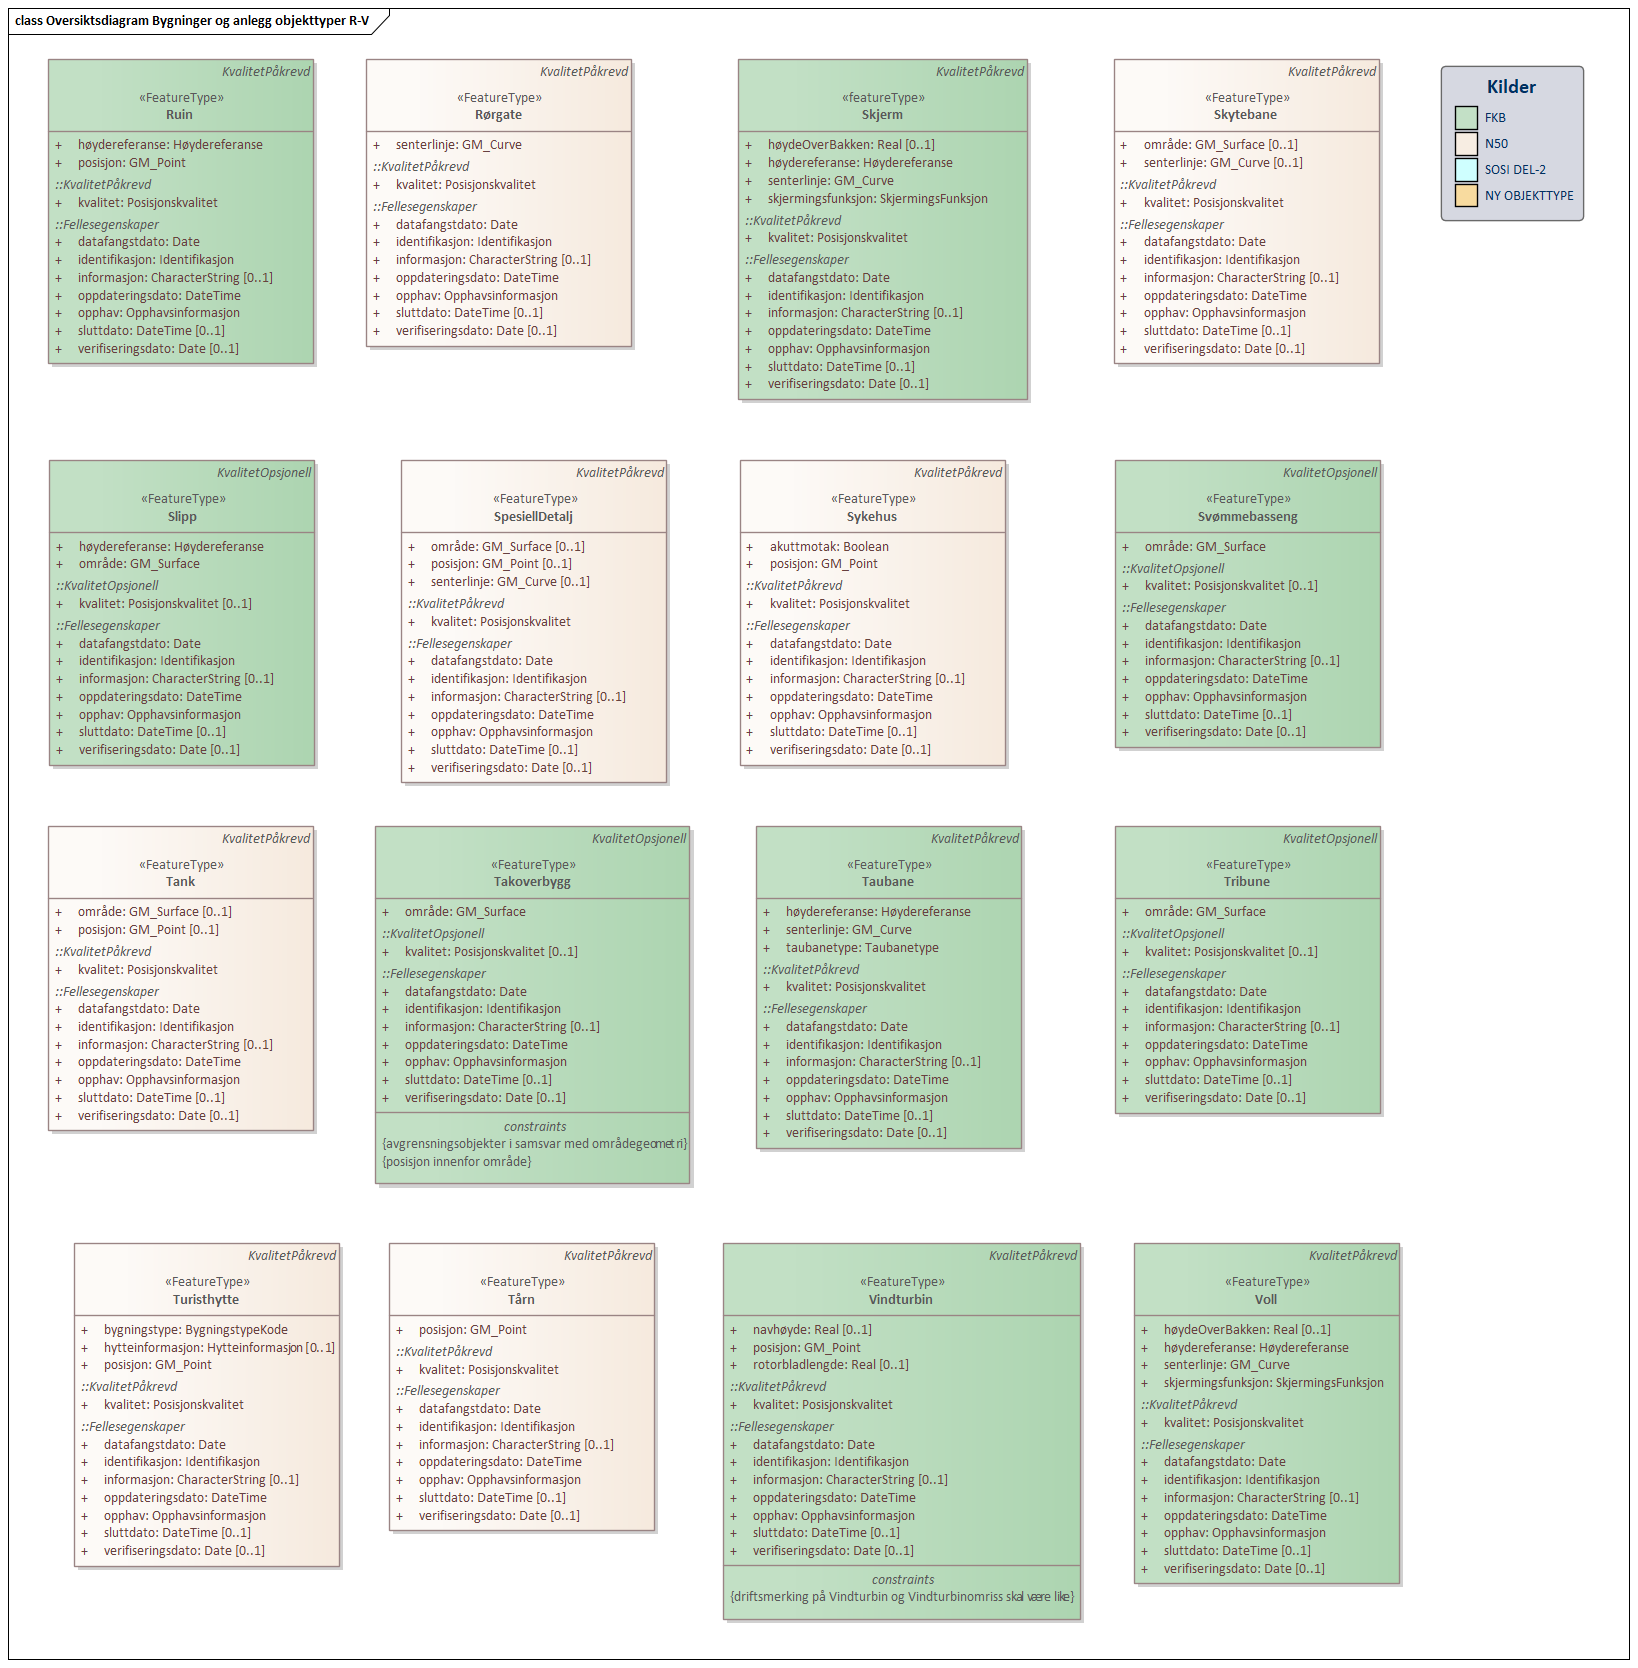 class Oversiktsdiagram Bygninger og anlegg objekttyper R-V
KvalitetPåkrevd
«FeatureType»
Ruin
+ høydereferanse: Høydereferanse
+ posisjon: GM_Point
::KvalitetPåkrevd
+ kvalitet: Posisjonskvalitet
::Fellesegenskaper
+ datafangstdato: Date
+ identifikasjon: Identifikasjon
+ informasjon: CharacterString [0..1]
+ oppdateringsdato: DateTime
+ opphav: Opphavsinformasjon
+ sluttdato: DateTime [0..1]
+ verifiseringsdato: Date [0..1]
KvalitetPåkrevd
«FeatureType»
Rørgate
+ senterlinje: GM_Curve
::KvalitetPåkrevd
+ kvalitet: Posisjonskvalitet
::Fellesegenskaper
+ datafangstdato: Date
+ identifikasjon: Identifikasjon
+ informasjon: CharacterString [0..1]
+ oppdateringsdato: DateTime
+ opphav: Opphavsinformasjon
+ sluttdato: DateTime [0..1]
+ verifiseringsdato: Date [0..1]
KvalitetPåkrevd
«featureType»
Skjerm
+ høydeOverBakken: Real [0..1]
+ høydereferanse: Høydereferanse
+ senterlinje: GM_Curve
+ skjermingsfunksjon: SkjermingsFunksjon
::KvalitetPåkrevd
+ kvalitet: Posisjonskvalitet
::Fellesegenskaper
+ datafangstdato: Date
+ identifikasjon: Identifikasjon
+ informasjon: CharacterString [0..1]
+ oppdateringsdato: DateTime
+ opphav: Opphavsinformasjon
+ sluttdato: DateTime [0..1]
+ verifiseringsdato: Date [0..1]
KvalitetPåkrevd
«FeatureType»
Skytebane
+ område: GM_Surface [0..1]
+ senterlinje: GM_Curve [0..1]
::KvalitetPåkrevd
+ kvalitet: Posisjonskvalitet
::Fellesegenskaper
+ datafangstdato: Date
+ identifikasjon: Identifikasjon
+ informasjon: CharacterString [0..1]
+ oppdateringsdato: DateTime
+ opphav: Opphavsinformasjon
+ sluttdato: DateTime [0..1]
+ verifiseringsdato: Date [0..1]
Kilder
FKB
N50
SOSI DEL-2
NY OBJEKTTYPE
KvalitetOpsjonell
«FeatureType»
Slipp
+ høydereferanse: Høydereferanse
+ område: GM_Surface
::KvalitetOpsjonell
+ kvalitet: Posisjonskvalitet [0..1]
::Fellesegenskaper
+ datafangstdato: Date
+ identifikasjon: Identifikasjon
+ informasjon: CharacterString [0..1]
+ oppdateringsdato: DateTime
+ opphav: Opphavsinformasjon
+ sluttdato: DateTime [0..1]
+ verifiseringsdato: Date [0..1]
KvalitetPåkrevd
«FeatureType»
SpesiellDetalj
+ område: GM_Surface [0..1]
+ posisjon: GM_Point [0..1]
+ senterlinje: GM_Curve [0..1]
::KvalitetPåkrevd
+ kvalitet: Posisjonskvalitet
::Fellesegenskaper
+ datafangstdato: Date
+ identifikasjon: Identifikasjon
+ informasjon: CharacterString [0..1]
+ oppdateringsdato: DateTime
+ opphav: Opphavsinformasjon
+ sluttdato: DateTime [0..1]
+ verifiseringsdato: Date [0..1]
KvalitetPåkrevd
«FeatureType»
Sykehus
+ akuttmotak: Boolean
+ posisjon: GM_Point
::KvalitetPåkrevd
+ kvalitet: Posisjonskvalitet
::Fellesegenskaper
+ datafangstdato: Date
+ identifikasjon: Identifikasjon
+ informasjon: CharacterString [0..1]
+ oppdateringsdato: DateTime
+ opphav: Opphavsinformasjon
+ sluttdato: DateTime [0..1]
+ verifiseringsdato: Date [0..1]
KvalitetOpsjonell
«FeatureType»
Svømmebasseng
+ område: GM_Surface
::KvalitetOpsjonell
+ kvalitet: Posisjonskvalitet [0..1]
::Fellesegenskaper
+ datafangstdato: Date
+ identifikasjon: Identifikasjon
+ informasjon: CharacterString [0..1]
+ oppdateringsdato: DateTime
+ opphav: Opphavsinformasjon
+ sluttdato: DateTime [0..1]
+ verifiseringsdato: Date [0..1]
KvalitetPåkrevd
«FeatureType»
Tank
+ område: GM_Surface [0..1]
+ posisjon: GM_Point [0..1]
::KvalitetPåkrevd
+ kvalitet: Posisjonskvalitet
::Fellesegenskaper
+ datafangstdato: Date
+ identifikasjon: Identifikasjon
+ informasjon: CharacterString [0..1]
+ oppdateringsdato: DateTime
+ opphav: Opphavsinformasjon
+ sluttdato: DateTime [0..1]
+ verifiseringsdato: Date [0..1]
KvalitetOpsjonell
«FeatureType»
Takoverbygg
+ område: GM_Surface
::KvalitetOpsjonell
+ kvalitet: Posisjonskvalitet [0..1]
::Fellesegenskaper
+ datafangstdato: Date
+ identifikasjon: Identifikasjon
+ informasjon: CharacterString [0..1]
+ oppdateringsdato: DateTime
+ opphav: Opphavsinformasjon
+ sluttdato: DateTime [0..1]
+ verifiseringsdato: Date [0..1]
constraints
{avgrensningsobjekter i samsvar med områdegeometri}
{posisjon innenfor område}
KvalitetPåkrevd
«FeatureType»
Taubane
+ høydereferanse: Høydereferanse
+ senterlinje: GM_Curve
+ taubanetype: Taubanetype
::KvalitetPåkrevd
+ kvalitet: Posisjonskvalitet
::Fellesegenskaper
+ datafangstdato: Date
+ identifikasjon: Identifikasjon
+ informasjon: CharacterString [0..1]
+ oppdateringsdato: DateTime
+ opphav: Opphavsinformasjon
+ sluttdato: DateTime [0..1]
+ verifiseringsdato: Date [0..1]
KvalitetOpsjonell
«FeatureType»
Tribune
+ område: GM_Surface
::KvalitetOpsjonell
+ kvalitet: Posisjonskvalitet [0..1]
::Fellesegenskaper
+ datafangstdato: Date
+ identifikasjon: Identifikasjon
+ informasjon: CharacterString [0..1]
+ oppdateringsdato: DateTime
+ opphav: Opphavsinformasjon
+ sluttdato: DateTime [0..1]
+ verifiseringsdato: Date [0..1]
KvalitetPåkrevd
«FeatureType»
Turisthytte
+ bygningstype: BygningstypeKode
+ hytteinformasjon: Hytteinformasjon [0..1]
+ posisjon: GM_Point
::KvalitetPåkrevd
+ kvalitet: Posisjonskvalitet
::Fellesegenskaper
+ datafangstdato: Date
+ identifikasjon: Identifikasjon
+ informasjon: CharacterString [0..1]
+ oppdateringsdato: DateTime
+ opphav: Opphavsinformasjon
+ sluttdato: DateTime [0..1]
+ verifiseringsdato: Date [0..1]
KvalitetPåkrevd
«FeatureType»
Tårn
+ posisjon: GM_Point
::KvalitetPåkrevd
+ kvalitet: Posisjonskvalitet
::Fellesegenskaper
+ datafangstdato: Date
+ identifikasjon: Identifikasjon
+ informasjon: CharacterString [0..1]
+ oppdateringsdato: DateTime
+ opphav: Opphavsinformasjon
+ sluttdato: DateTime [0..1]
+ verifiseringsdato: Date [0..1]
KvalitetPåkrevd
«FeatureType»
Vindturbin
+ navhøyde: Real [0..1]
+ posisjon: GM_Point
+ rotorbladlengde: Real [0..1]
::KvalitetPåkrevd
+ kvalitet: Posisjonskvalitet
::Fellesegenskaper
+ datafangstdato: Date
+ identifikasjon: Identifikasjon
+ informasjon: CharacterString [0..1]
+ oppdateringsdato: DateTime
+ opphav: Opphavsinformasjon
+ sluttdato: DateTime [0..1]
+ verifiseringsdato: Date [0..1]
constraints
{driftsmerking på Vindturbin og Vindturbinomriss skal være like}
KvalitetPåkrevd
«FeatureType»
Voll
+ høydeOverBakken: Real [0..1]
+ høydereferanse: Høydereferanse
+ senterlinje: GM_Curve
+ skjermingsfunksjon: SkjermingsFunksjon
::KvalitetPåkrevd
+ kvalitet: Posisjonskvalitet
::Fellesegenskaper
+ datafangstdato: Date
+ identifikasjon: Identifikasjon
+ informasjon: CharacterString [0..1]
+ oppdateringsdato: DateTime
+ opphav: Opphavsinformasjon
+ sluttdato: DateTime [0..1]
+ verifiseringsdato: Date [0..1]